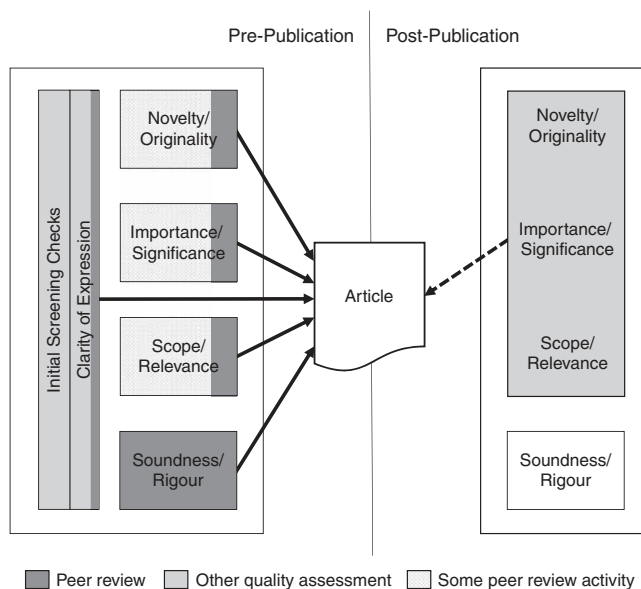 Pre-Publication
Post-Publication
Initial Screening Checks
Clarity of Expression
Novelty/
Originality
Importance/
Significance
Scope/
Relevance
Soundness/
Rigour
Article
Novelty/
Originality
Importance/
Significance
Scope/
Relevance
Soundness/
Rigour
Peer review
Other quality assessment
Some peer review activity